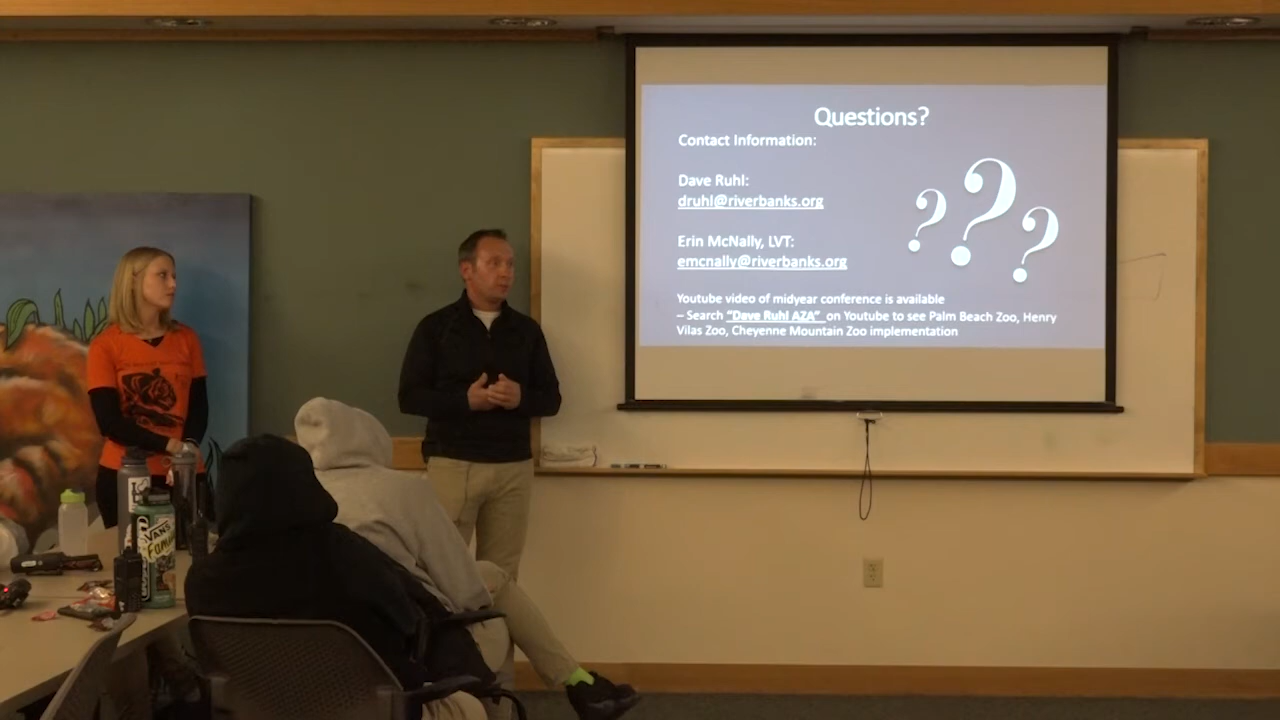 Questions?
Contact Information:
Dave Ruhl:
druhl@riverbanks.org
Erin McNally, LVT:
emcnally@riverbanks.org
Youtube video of midyear conference is available
– Search "Dave Ruhl AZA" on Youtube to see Palm Beach Zoo, Henry
Vilas Zoo, Cheyenne Mountain Zoo implementation
VANS